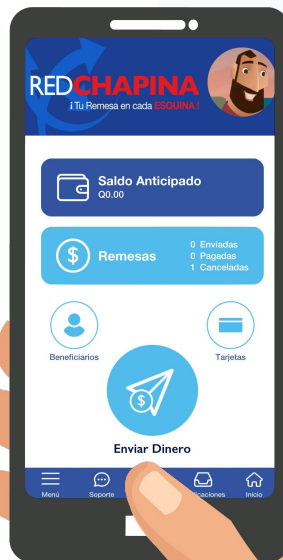 REDCHAPINA
¡Tu Remesa en cada ESQUINA!
Saldo Anticipado
Q0.00
Remesas
0 Enviadas
0 Pagadas
1 Canceladas
Beneficiarios
Tarjetas
Enviar Dinero
Menú
Soporte
Inicio